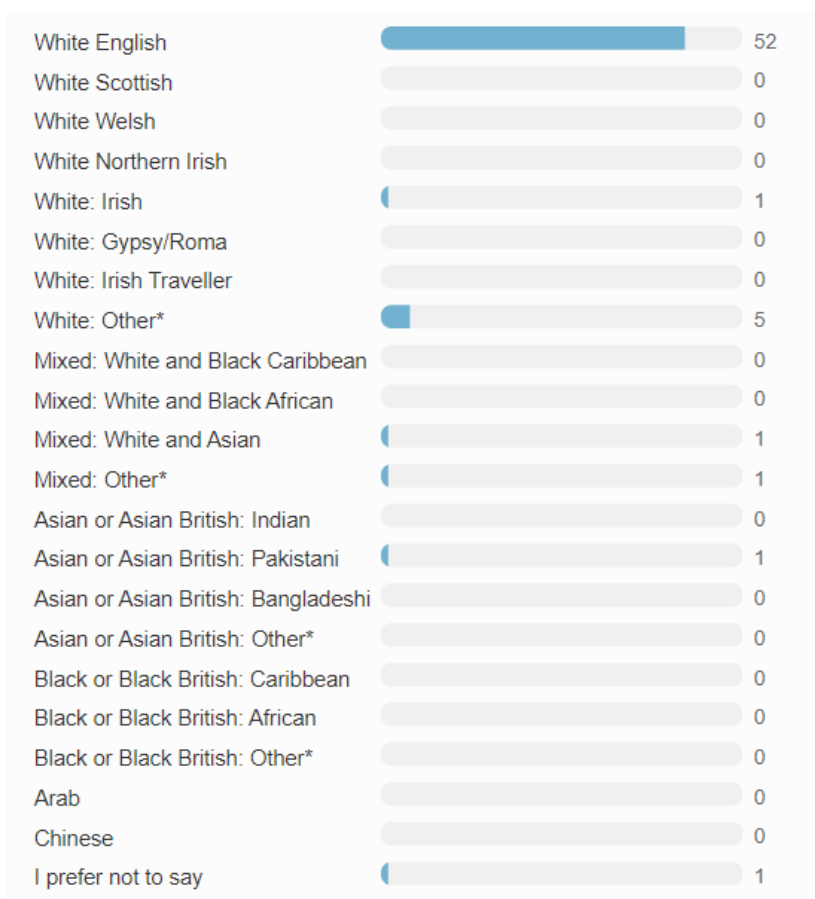 White English 52
White Scottish 0
White Welsh 0
White Northern Irish 0
White: Irish 1
White: Gypsy/Roma 0
White: Irish Traveller 0
White: Other* 5
Mixed: White and Black Caribbean 0
Mixed: White and Black African 0
Mixed: White and Asian 1
Mixed: Other* 1
Asian or Asian British: Indian 0
Asian or Asian British: Pakistani 1
Asian or Asian British: Bangladeshi 0
Asian or Asian British: Other* 0
Black or Black British: Caribbean 0
Black or Black British: African 0
Black or Black British: Other* 0
Arab 0
Chinese 0
I prefer not to say 1